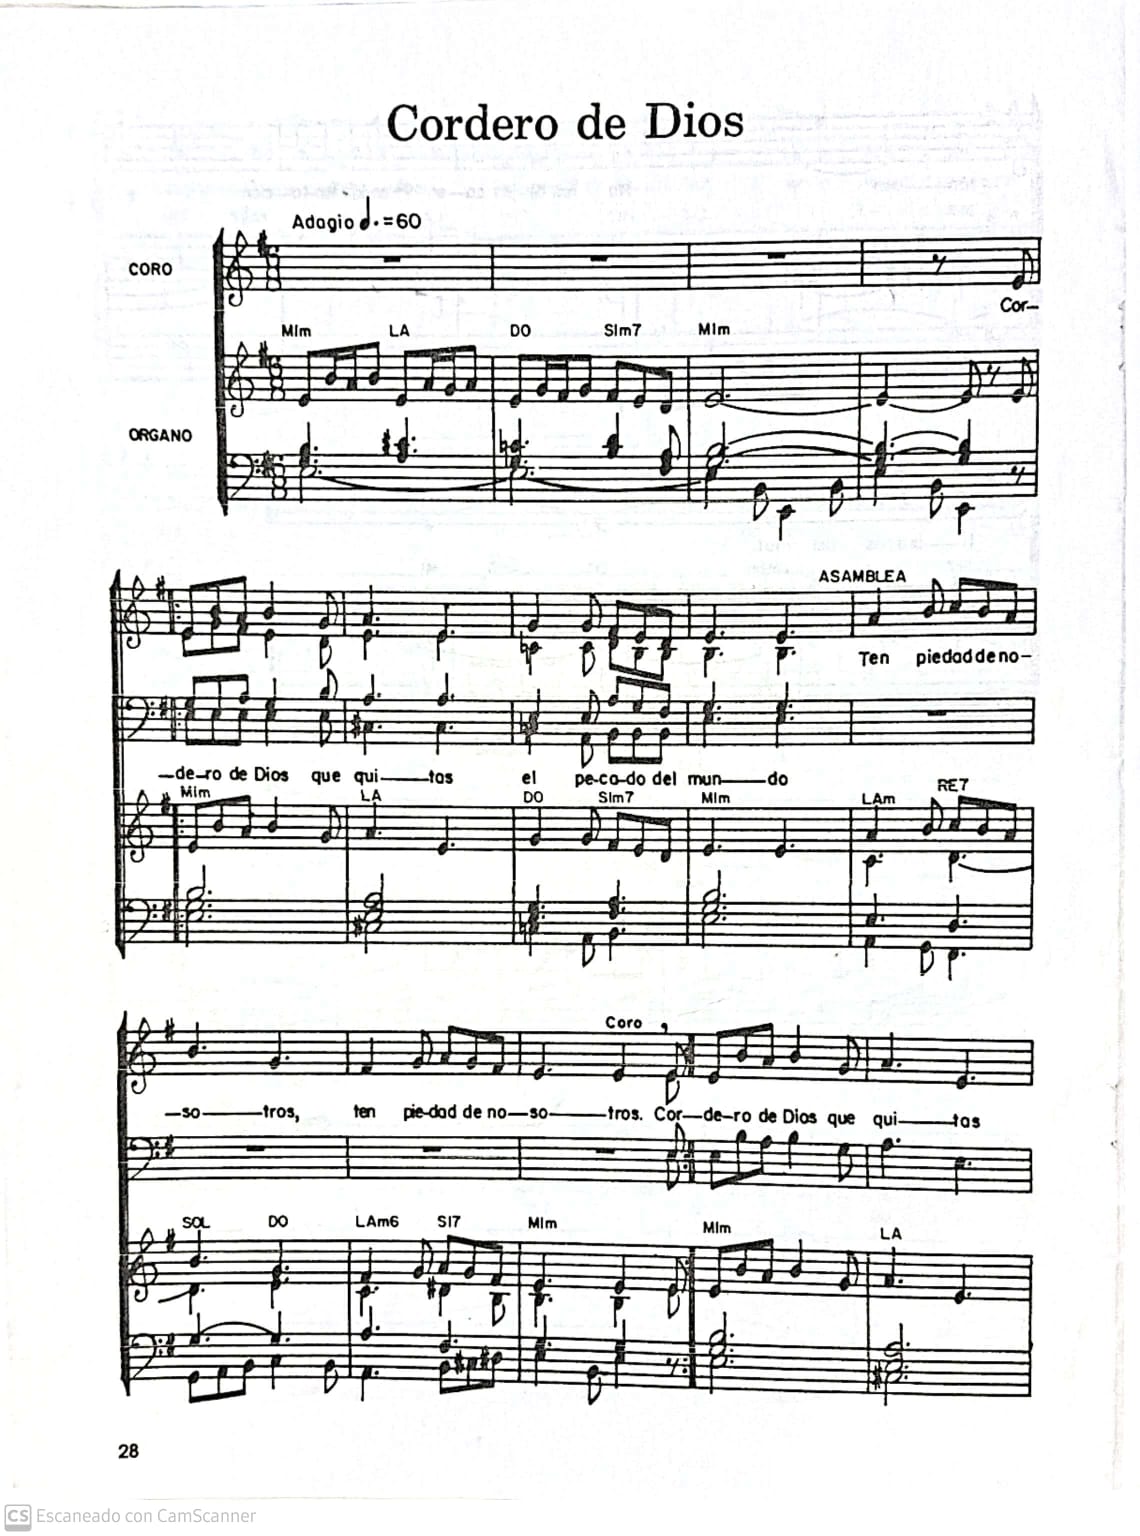 Cordero de Dios
Adagio 𝅗𝅥. = 60
CORO
Cor-
MIm LA DO SIm7 MIm
ORGANO
ASAMBLEA
Ten piedad de no-
-de-ro de Dios que qui-tas el pe-ca-do del mun-do
MIm LA DO SIm7 MIm LAm RE7
Coro
-so-tros, ten pie-dad de no-so-tros. Cor-de-ro de Dios que qui-tas
SOL DO LAm6 SI7 MIm MIm LA
28
CS Escaneado con CamScanner